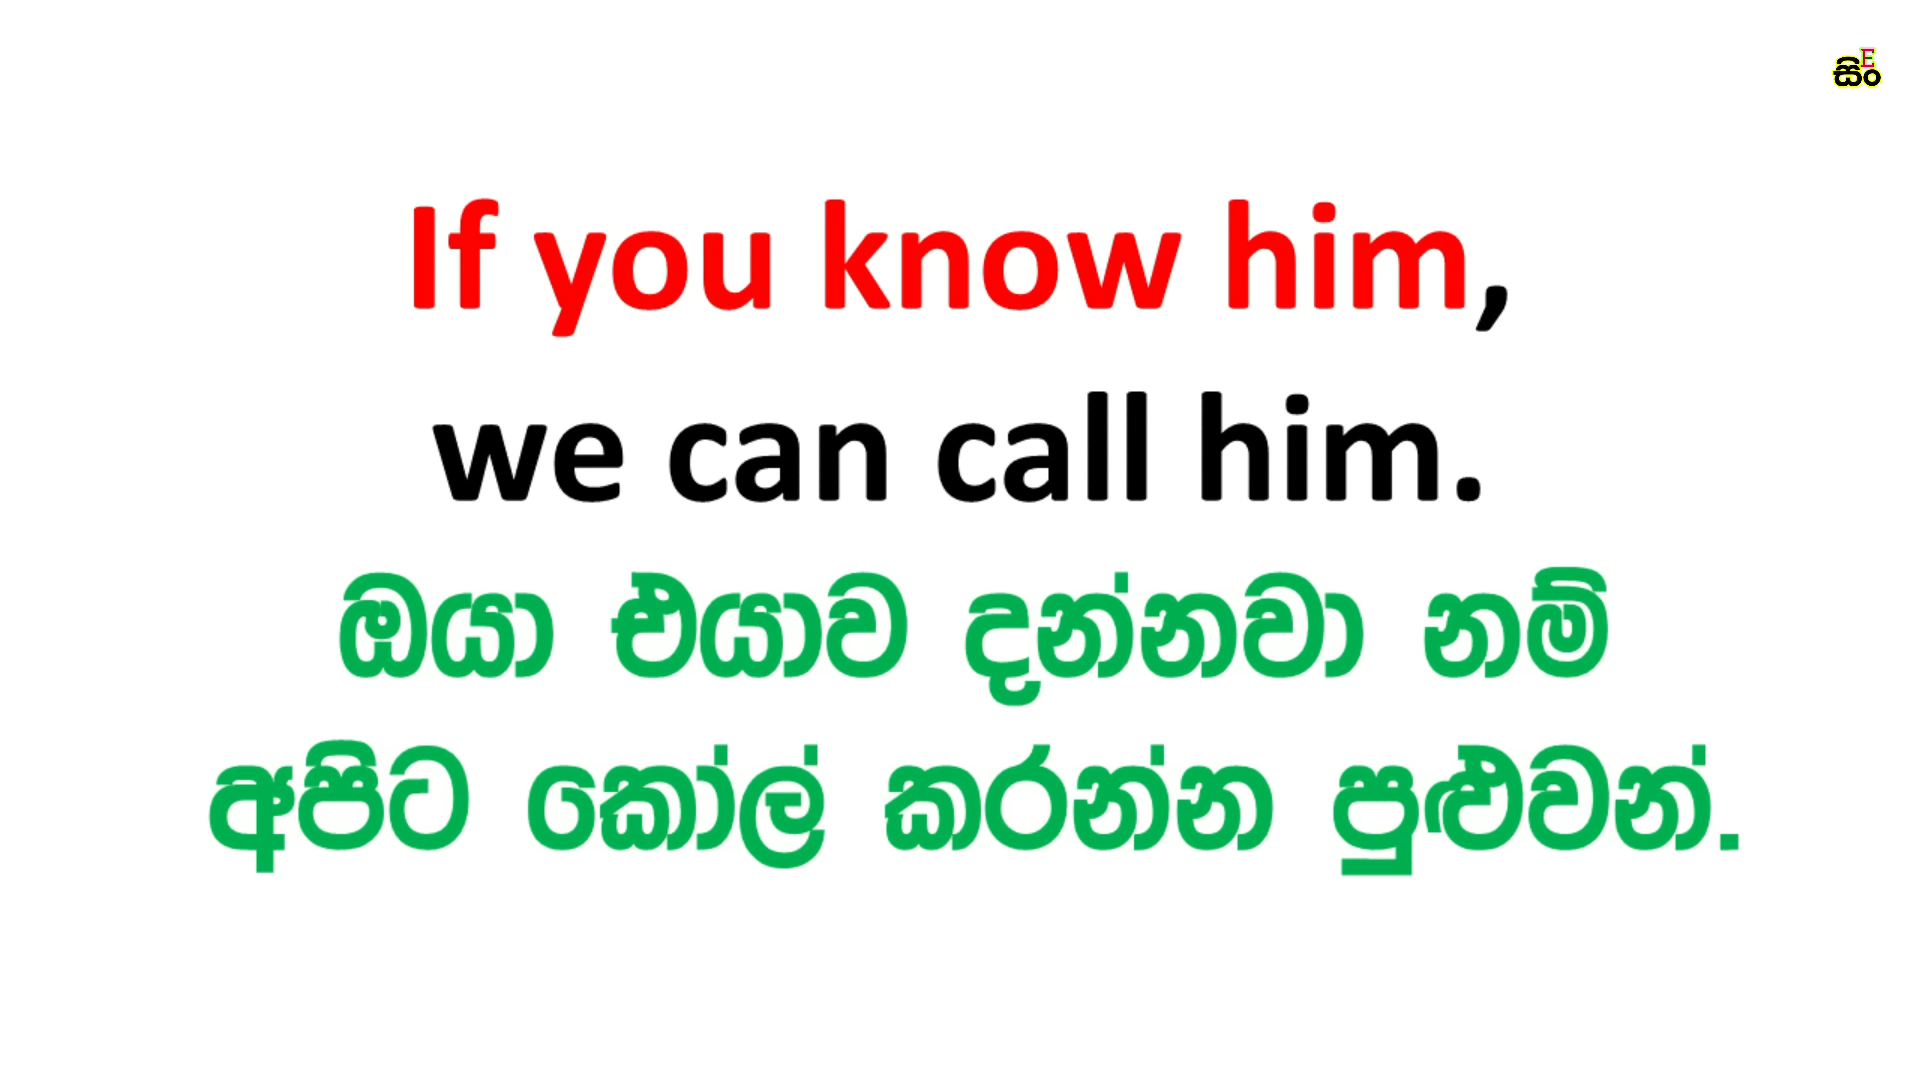 සිං
E
If you know him,
we can call him.
ඔයා එයාව දන්නවා නම්
අපිට කෝල් කරන්න පුළුවන්.